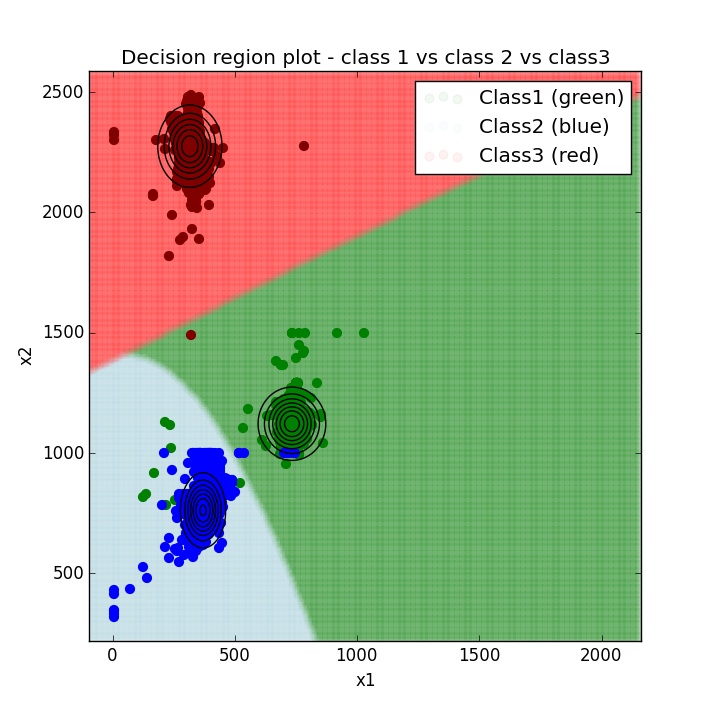 Decision region plot - class 1 vs class 2 vs class3
Class1 (green)
Class2 (blue)
Class3 (red)
2500
2000
1500
1000
500
x2
0 500 1000 1500 2000
x1